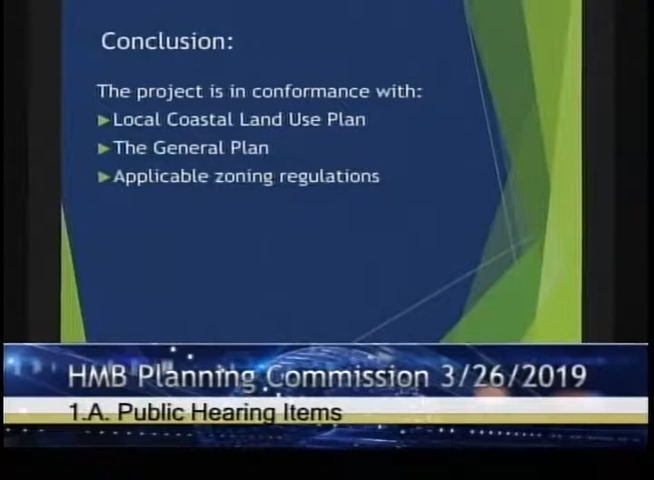 Conclusion:
The project is in conformance with:
Local Coastal Land Use Plan
The General Plan
Applicable zoning regulations
HMB Planning Commission 3/26/2019
1.A. Public Hearing Items